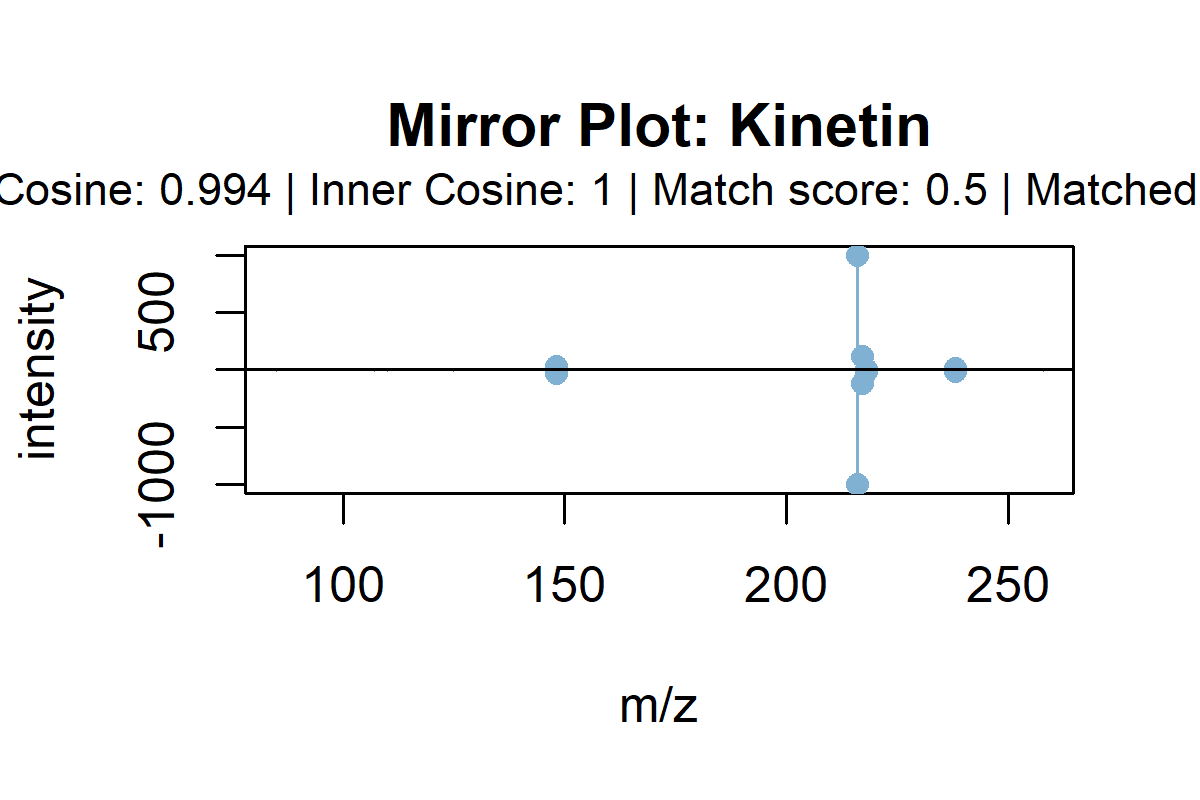 Mirror Plot: Kinetin
Cosine: 0.994 | Inner Cosine: 1 | Match score: 0.5 | Matched
intensity
500
-1000
100 150 200 250
m/z